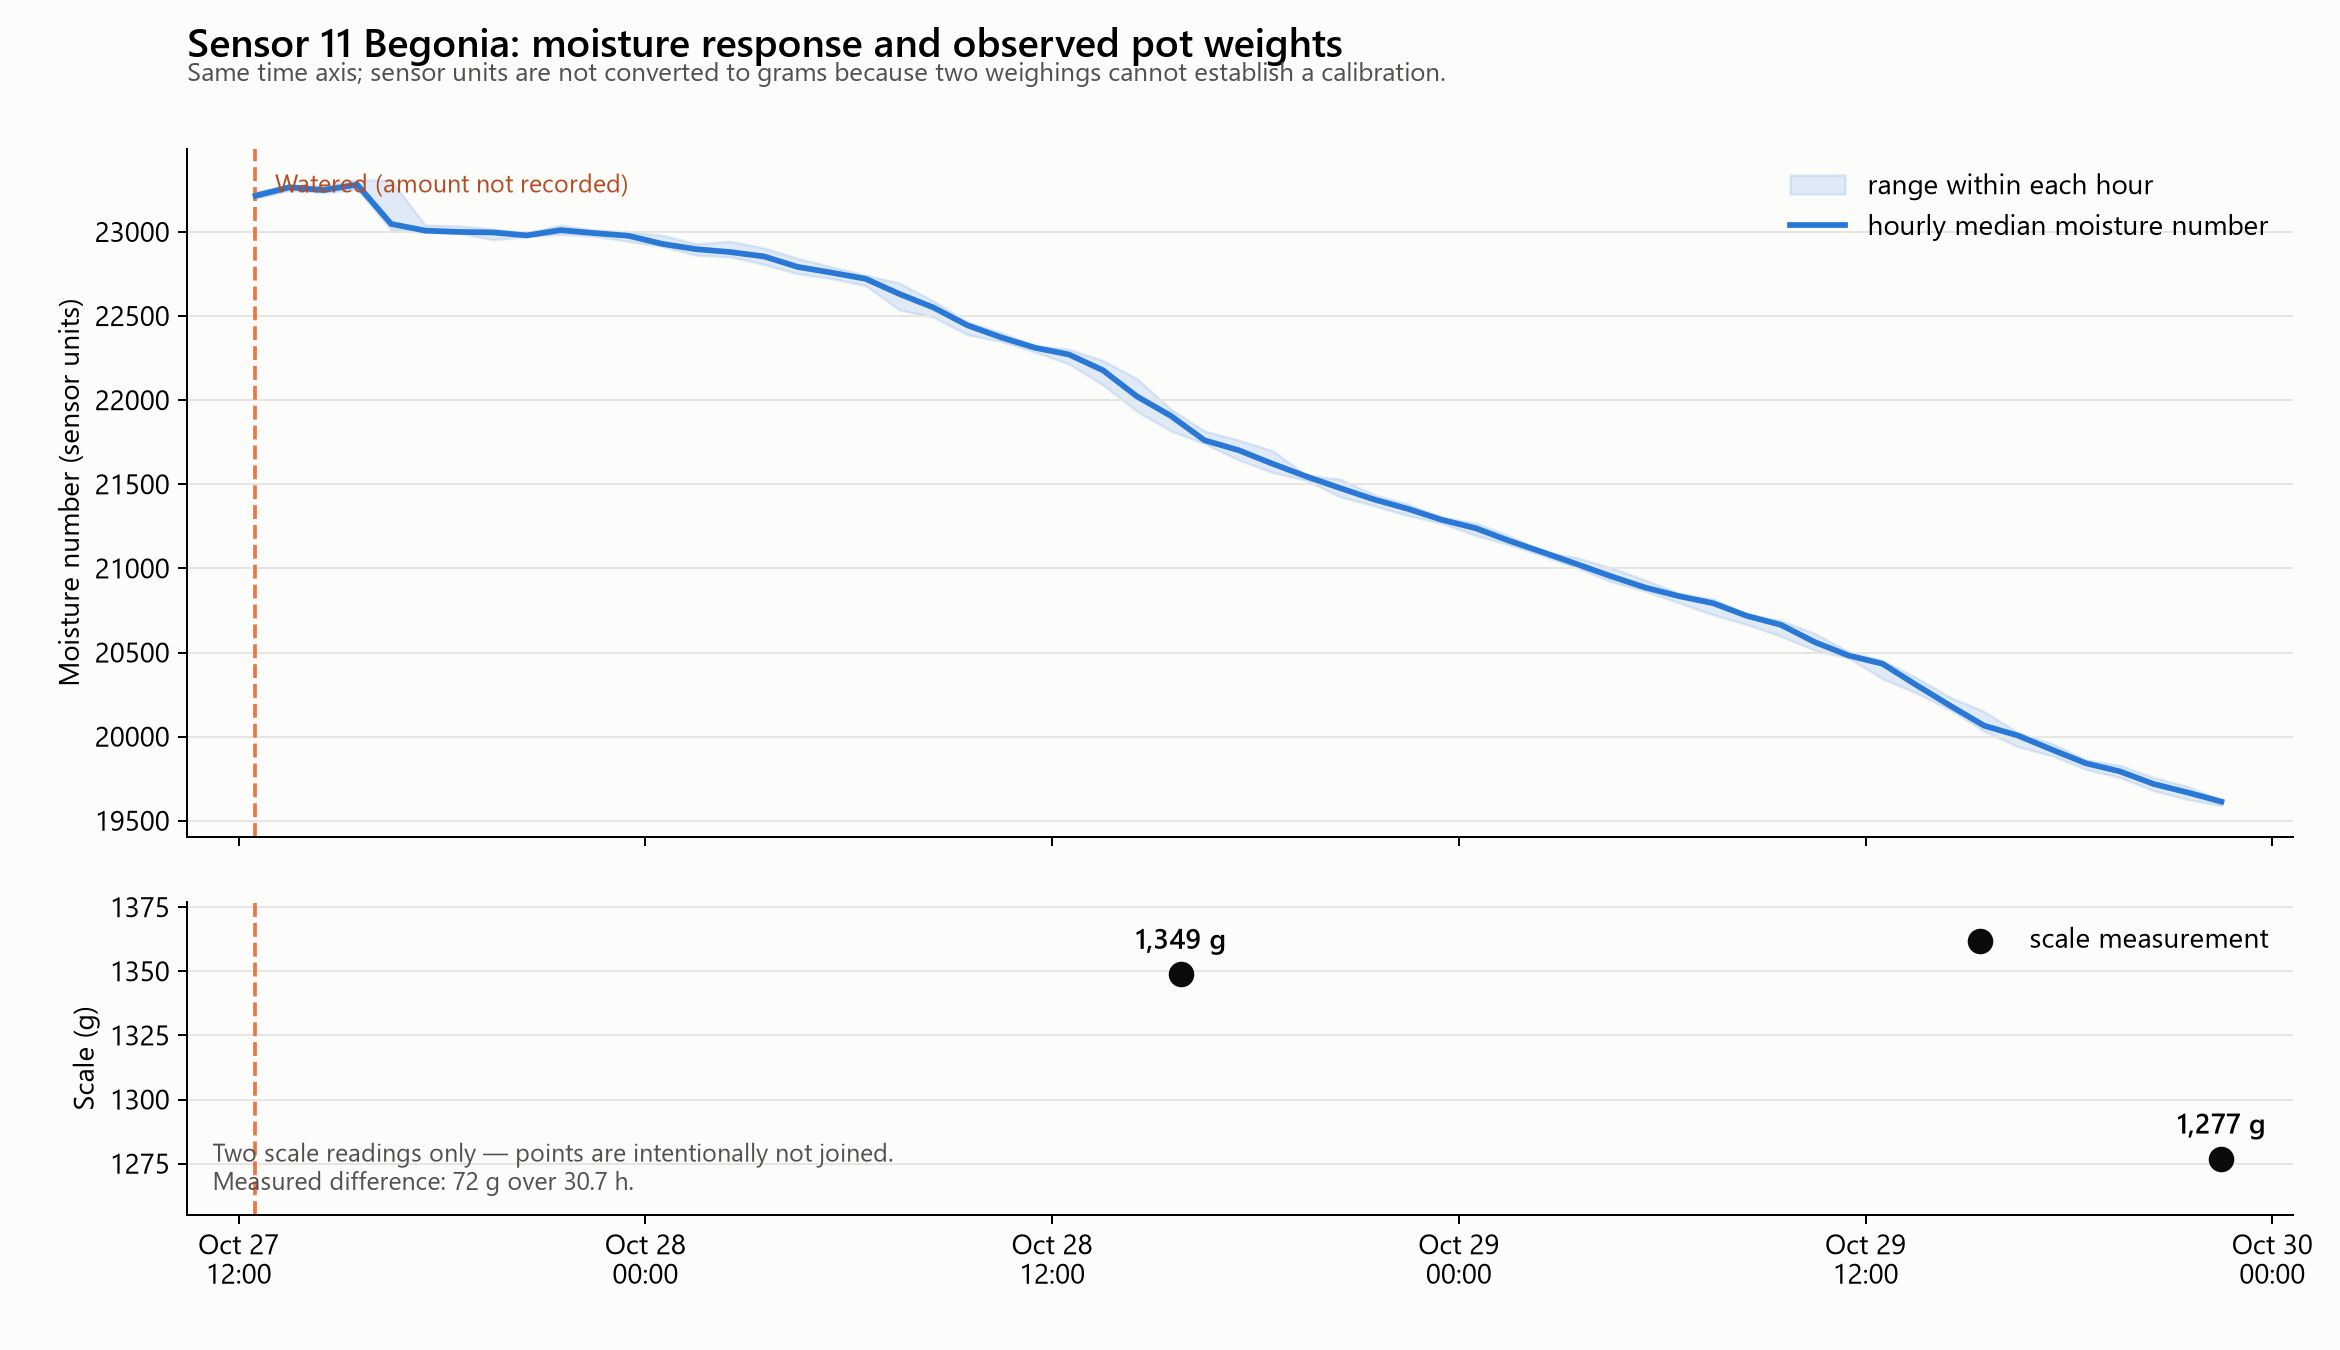 Sensor 11 Begonia: moisture response and observed pot weights
Same time axis; sensor units are not converted to grams because two weighings cannot establish a calibration.
Watered (amount not recorded)
range within each hour
hourly median moisture number
Moisture number (sensor units)
23000
22500
22000
21500
21000
20500
20000
19500
1,349 g
scale measurement
1,277 g
Scale (g)
1375
1350
1325
1300
1275
Two scale readings only — points are intentionally not joined.
Measured difference: 72 g over 30.7 h.
Oct 27
12:00
Oct 28
00:00
Oct 28
12:00
Oct 29
00:00
Oct 29
12:00
Oct 30
00:00